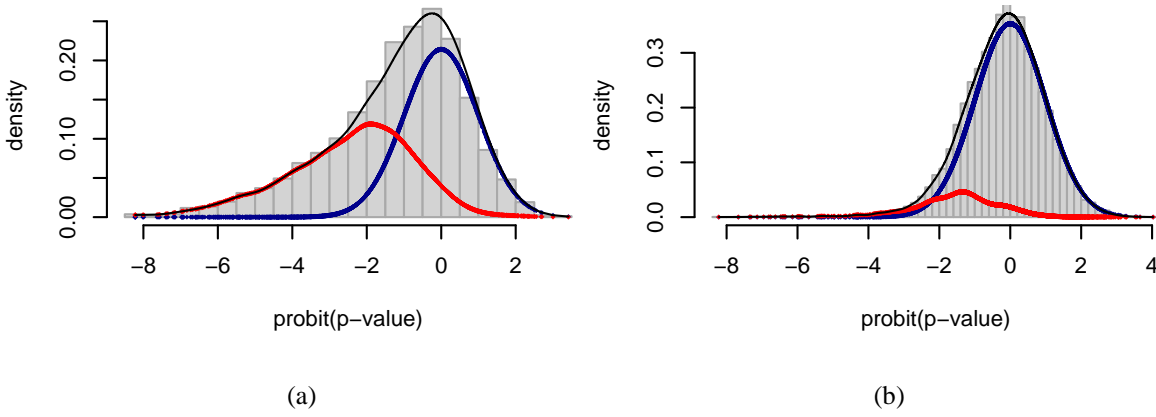 density
0.20
0.10
0.00
−8 −6 −4 −2 0 2
probit(p−value)
(a)
density
0.3
0.2
0.1
0.0
−8 −6 −4 −2 0 2 4
probit(p−value)
(b)